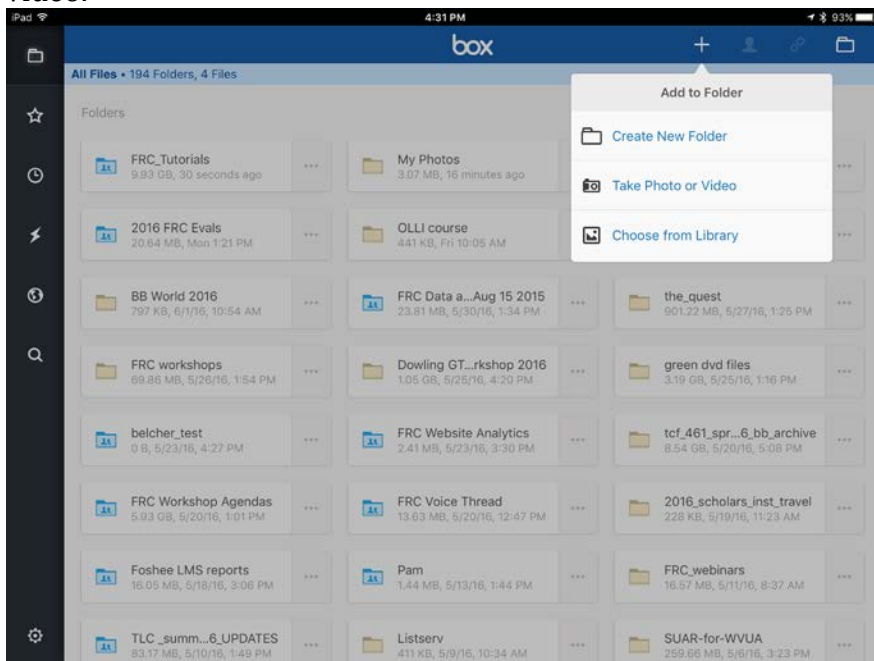 iPad
4:31 PM
93%
box
All Files • 194 Folders, 4 Files
Add to Folder
Create New Folder
Take Photo or Video
Choose from Library
Folders
FRC_Tutorials
9.93 GB, 30 seconds ago
My Photos
3.07 MB, 16 minutes ago
2016 FRC Evals
20.64 MB, Mon 1:21 PM
OLLI course
441 KB, Fri 10:05 AM
BB World 2016
797 KB, 6/1/16, 10:54 AM
FRC Data a...Aug 15 2015
23.81 MB, 5/30/16, 1:34 PM
the_quest
901.22 MB, 5/27/16, 1:25 PM
FRC workshops
69.86 MB, 5/26/16, 1:54 PM
Dowling GT...rkshop 2016
1.05 GB, 5/25/16, 4:20 PM
green dvd files
3.19 GB, 5/25/16, 1:16 PM
belcher_test
0 B, 5/23/16, 4:27 PM
FRC Website Analytics
2.41 MB, 5/23/16, 3:30 PM
tcf_461_spr...6_bb_archive
8.54 GB, 5/20/16, 5:08 PM
FRC Workshop Agendas
5.93 GB, 5/20/16, 1:01 PM
FRC Voice Thread
13.63 MB, 5/20/16, 12:47 PM
2016_scholars_inst_travel
228 KB, 5/19/16, 11:23 AM
Foshee LMS reports
16.05 MB, 5/18/16, 3:06 PM
Pam
1.44 MB, 5/13/16, 1:44 PM
FRC_webinars
16.57 MB, 5/11/16, 8:37 AM
TLC _summ...6_UPDATES
83.17 MB, 5/10/16, 1:49 PM
Listserv
411 KB, 5/9/16, 10:34 AM
SUAR-for-WVUA
259.66 MB, 5/6/16, 3:23 PM